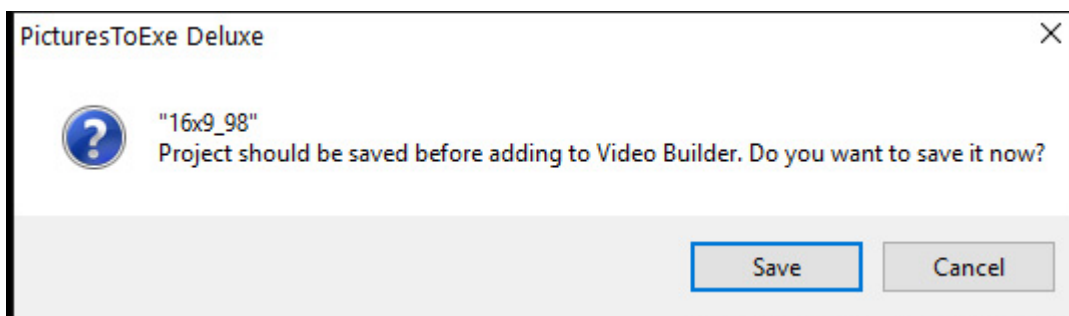 PicturesToExe Deluxe
"16x9_98"
Project should be saved before adding to Video Builder. Do you want to save it now?
Save
Cancel